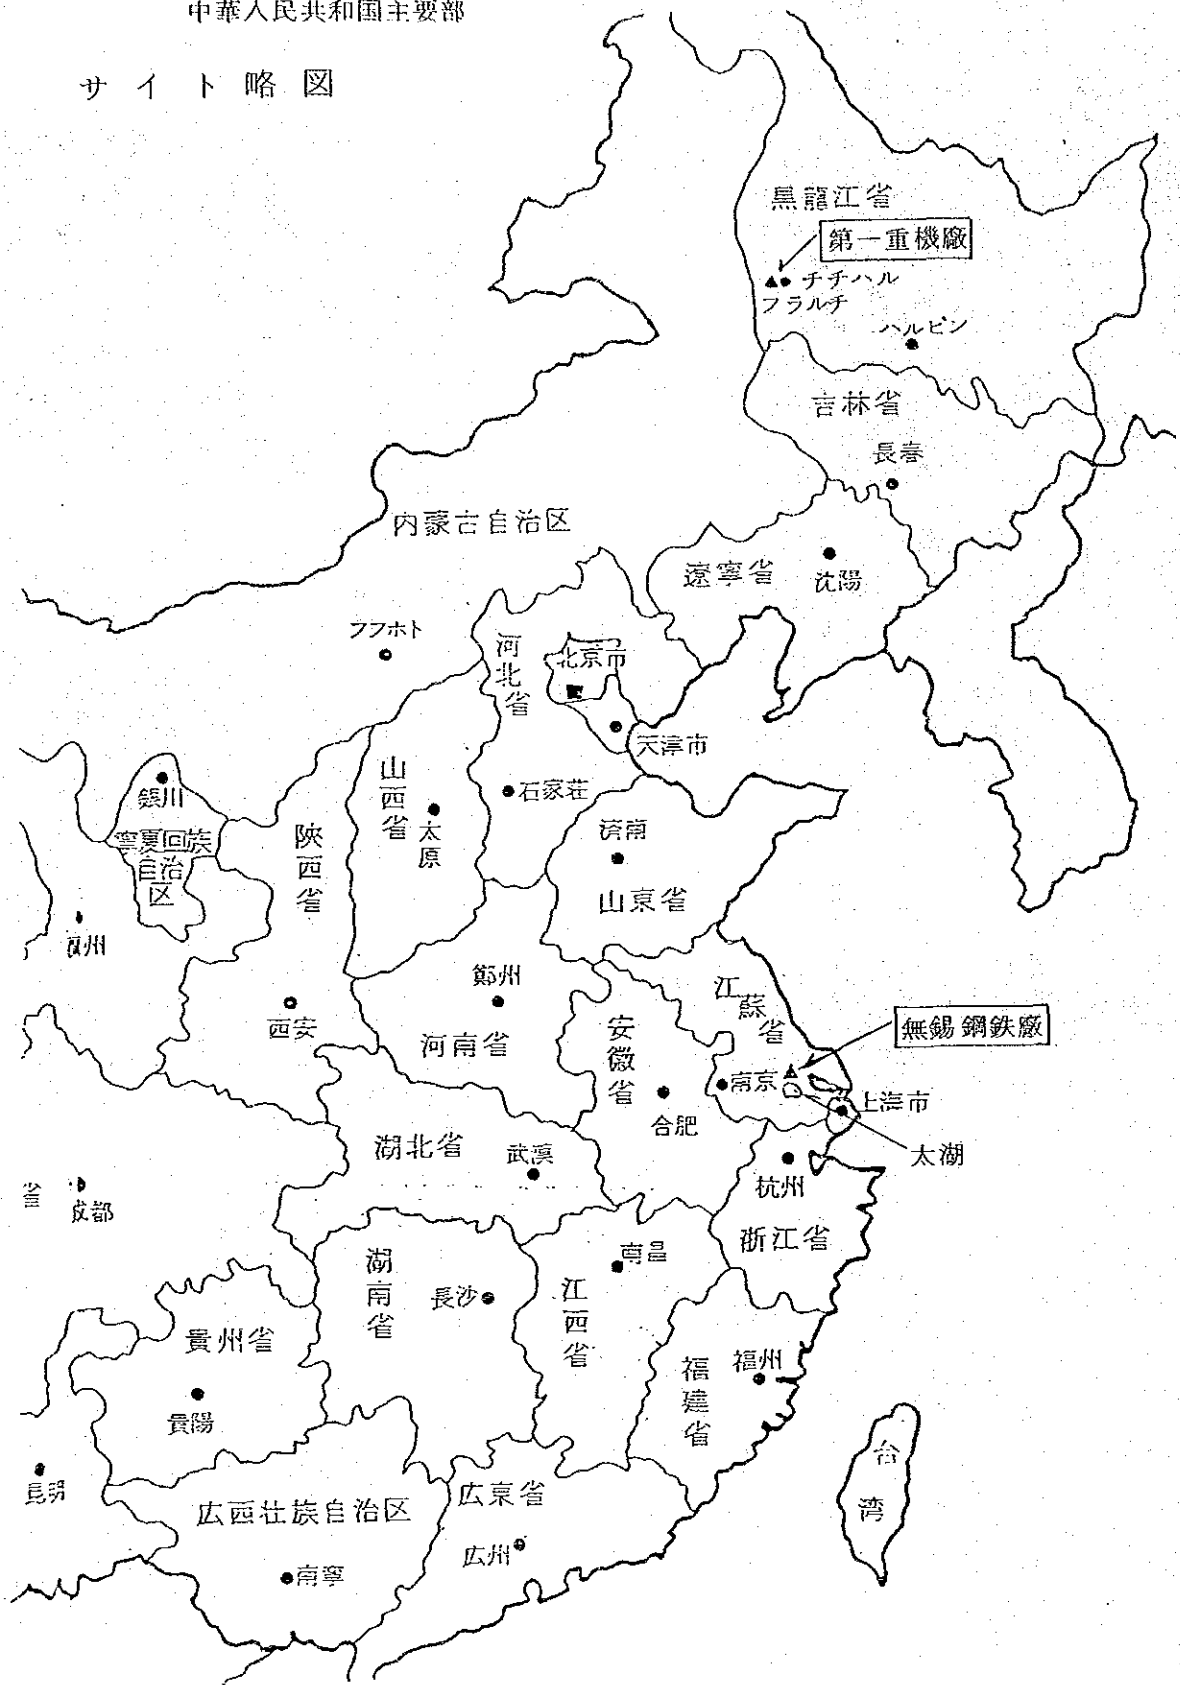 中華人民共和国主要部
サイト略図
黒龍江省
第一重機廠
チチハル
フラルチ
ハルピン
吉林省
長春
内蒙古自治区
遼寧省
沈陽
フフホト
河北省
北京市
天津市
銀川
寧夏回族
自治
区
山西省
太原
石家荘
陝西省
済南
山東省
州
鄭州
河南省
西安
江蘇省
安徽省
無錫鋼鉄廠
南京
上海市
合肥
太湖
湖北省
武漢
杭州
浙江省
省
成都
湖南省
長沙
南昌
江西省
貴州省
貴陽
福州
福建省
昆明
広西壮族自治区
南寧
広東省
広州
台湾